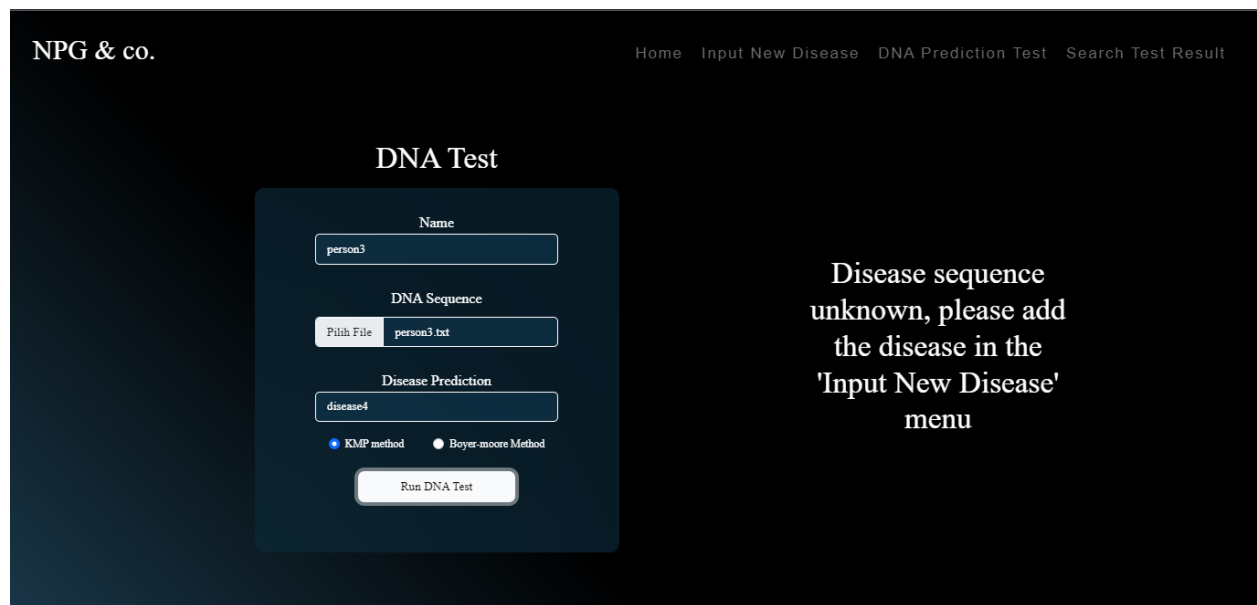 NPG & co.
Home Input New Disease DNA Prediction Test Search Test Result
DNA Test
Name
person3
DNA Sequence
Pilih File person3.txt
Disease Prediction
disease4
KMP method Boyer-moore Method
Run DNA Test
Disease sequence
unknown, please add
the disease in the
'Input New Disease'
menu